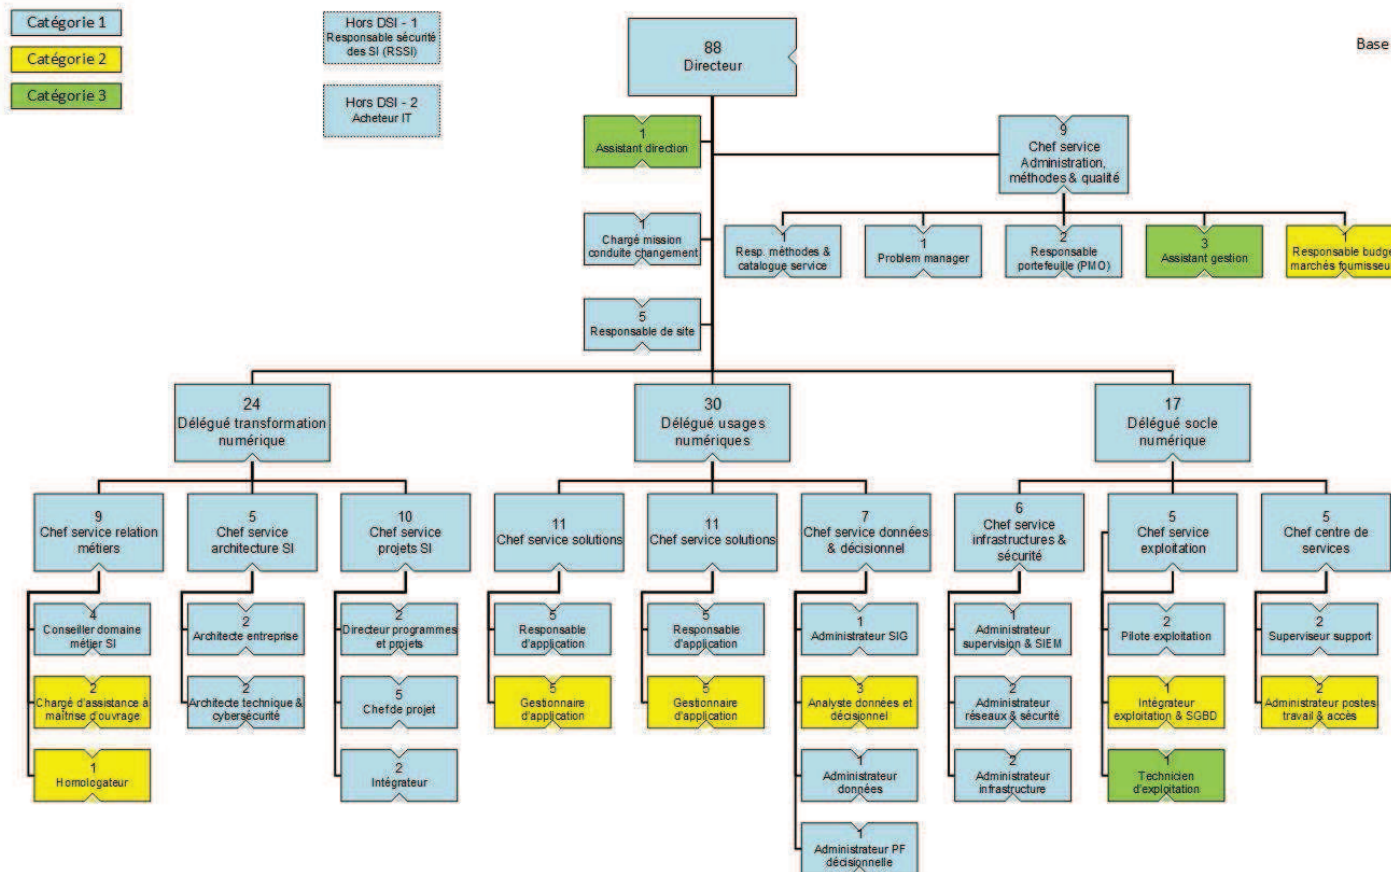 Catégorie 1
Catégorie 2
Catégorie 3
Hors DSI - 1
Responsable sécurité
des SI (RSSI)
Hors DSI - 2
Acheteur IT
88
Directeur
Base
1
Assistant direction
9
Chef service
Administration,
méthodes & qualité
1
Chargé mission
conduite changement
1
Resp. méthodes &
catalogue service
1
Problem manager
2
Responsable
portefeuille (PMO)
3
Assistant gestion
1
Responsable budge
marchés fournisseu
5
Responsable de site
24
Délégué transformation
numérique
30
Délégué usages
numériques
17
Délégué socle
numérique
9
Chef service relation
métiers
5
Chef service
architecture SI
10
Chef service
projets SI
11
Chef service solutions
11
Chef service solutions
7
Chef service données
& décisionnel
6
Chef service
infrastructures &
sécurité
5
Chef service
exploitation
5
Chef centre de
services
4
Conseiller domaine
métier SI
2
Architecte entreprise
2
Directeur programmes
et projets
5
Responsable
d'application
5
Responsable
d'application
1
Administrateur SIG
1
Administrateur
supervision & SIEM
2
Pilote exploitation
2
Superviseur support
2
Chargé d'assistance à
maîtrise d'ouvrage
2
Architecte technique &
cybersécurité
5
Chef de projet
5
Gestionnaire
d'application
5
Gestionnaire
d'application
3
Analyste données et
décisionnel
2
Administrateur
réseaux & sécurité
1
Intégrateur
exploitation & SGBD
2
Administrateur postes
travail & accès
1
Homologateur
2
Intégrateur
1
Administrateur
données
2
Administrateur
infrastructure
1
Technicien
d'exploitation
1
Administrateur PF
décisionnelle